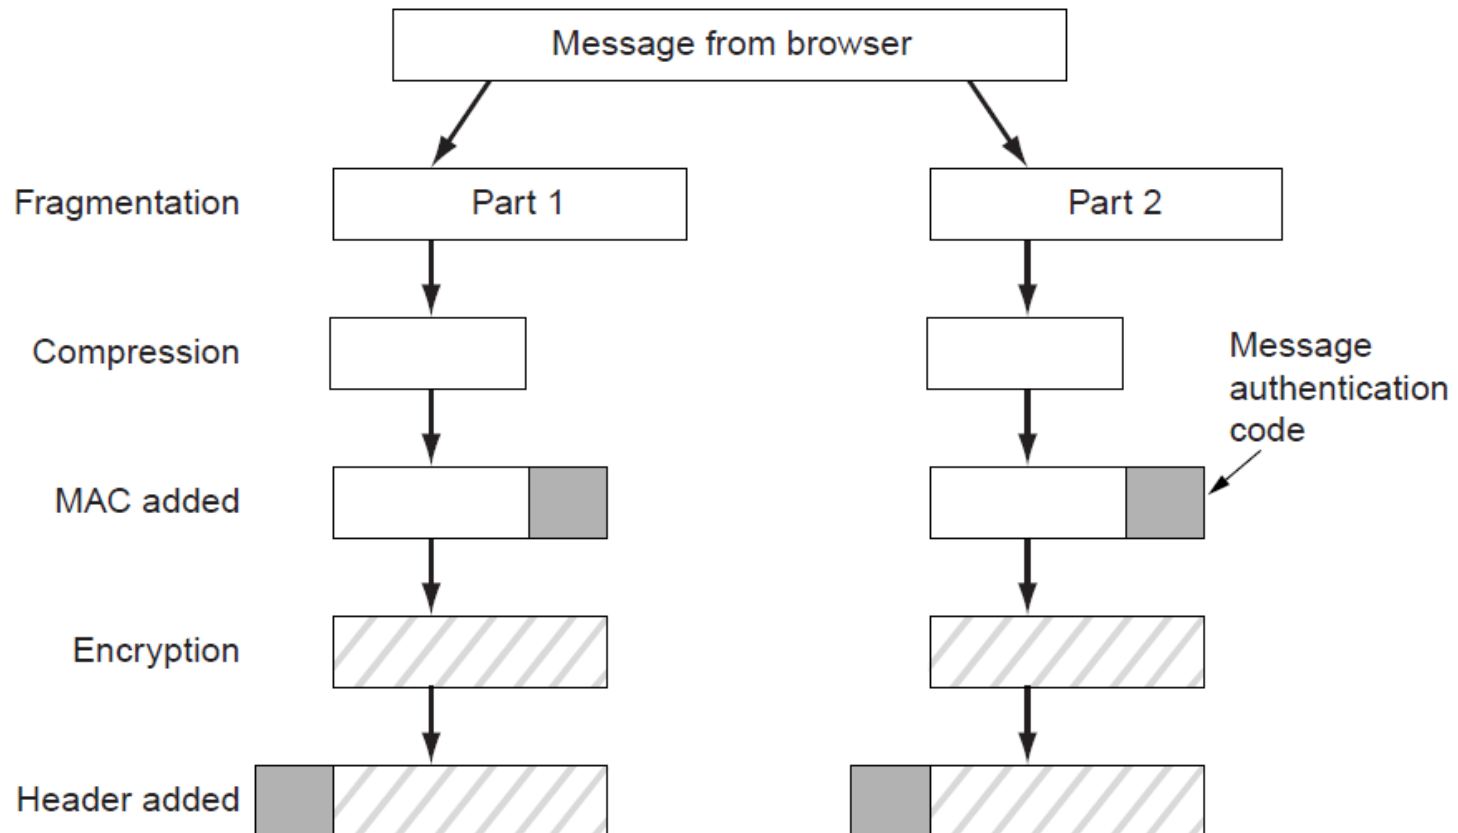 Message from browser
Fragmentation
Part 1
Part 2
Compression
Message
authentication
code
MAC added
Encryption
Header added